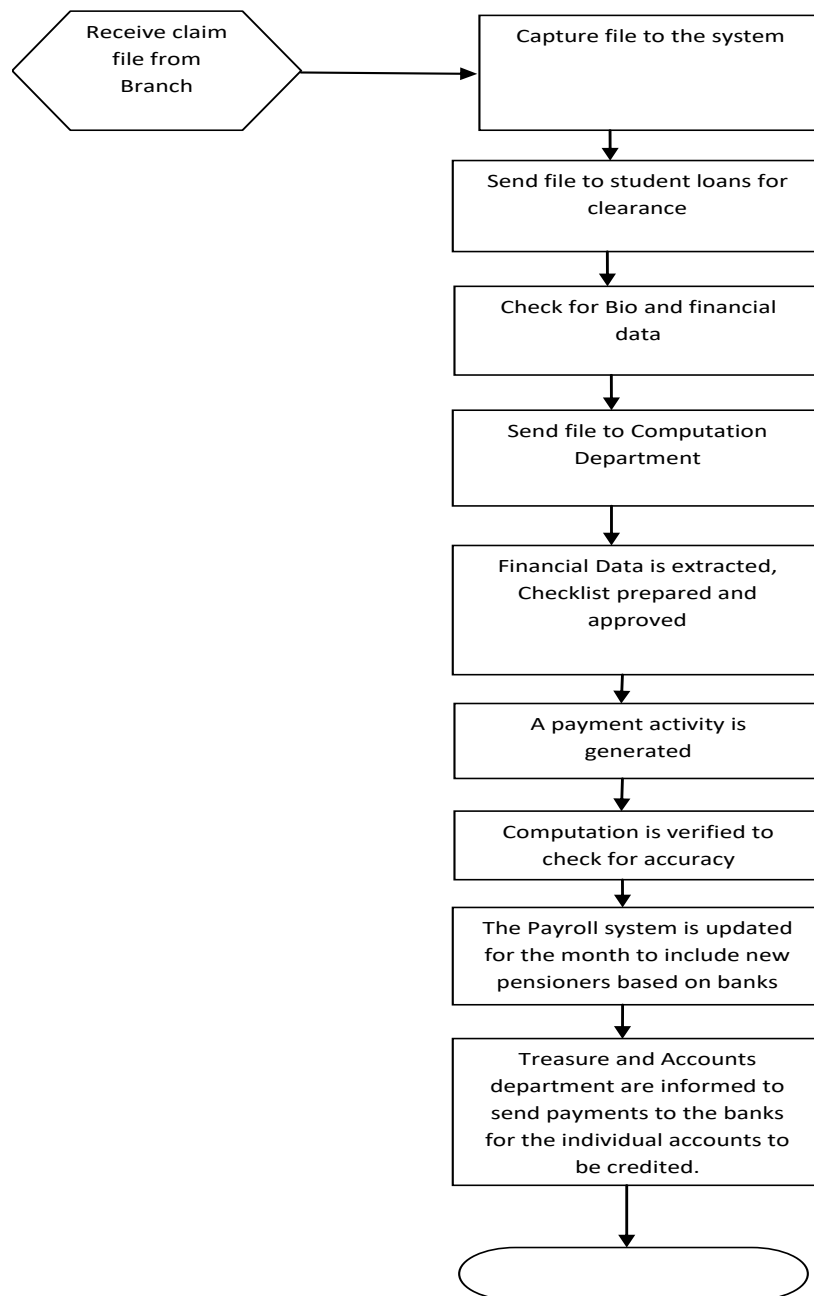 Receive claim
file from
Branch
Capture file to the system
Send file to student loans for
clearance
Check for Bio and financial
data
Send file to Computation
Department
Financial Data is extracted,
Checklist prepared and
approved
A payment activity is
generated
Computation is verified to
check for accuracy
The Payroll system is updated
for the month to include new
pensioners based on banks
Treasure and Accounts
department are informed to
send payments to the banks
for the individual accounts to
be credited.